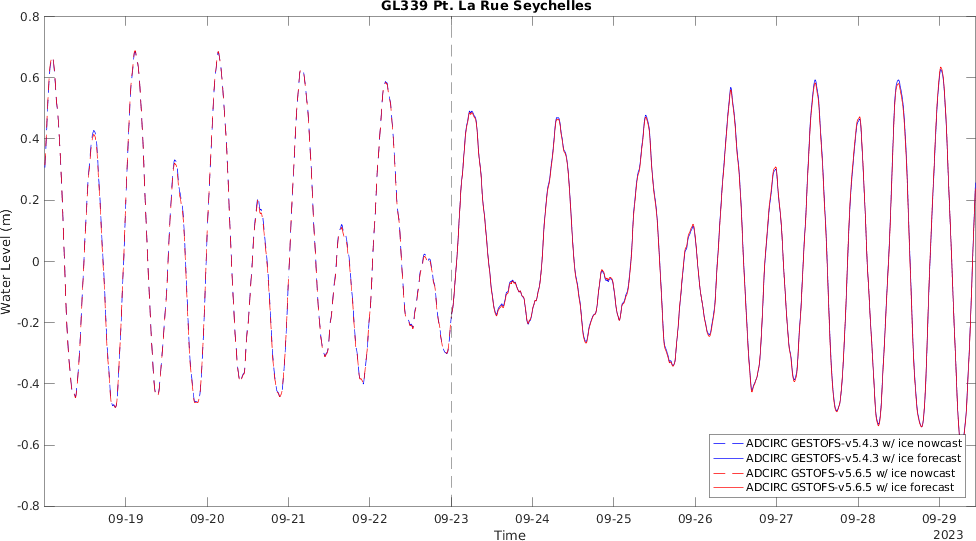 GL339 Pt. La Rue Seychelles
0.8
0.6
0.4
0.2
0
-0.2
-0.4
-0.6
-0.8
Water Level (m)
ADCIRC GESTOFS-v5.4.3 w/ ice nowcast
ADCIRC GESTOFS-v5.4.3 w/ ice forecast
ADCIRC GSTOFS-v5.6.5 w/ ice nowcast
ADCIRC GSTOFS-v5.6.5 w/ ice forecast
09-19 09-20 09-21 09-22 09-23 09-24 09-25 09-26 09-27 09-28 09-29
Time 2023